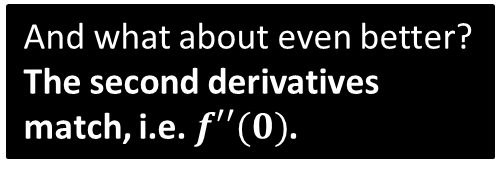 And what about even better?
The second derivatives
match, i.e. f′′(0).